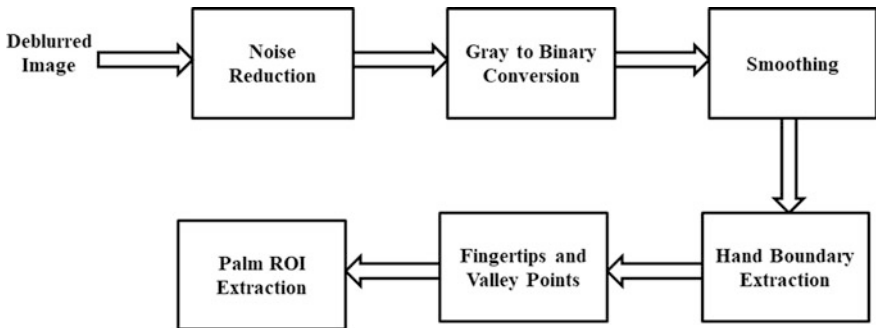 Deblurred
Image
Noise
Reduction
Gray to Binary
Conversion
Smoothing
Hand Boundary
Extraction
Fingertips and
Valley Points
Palm ROI
Extraction